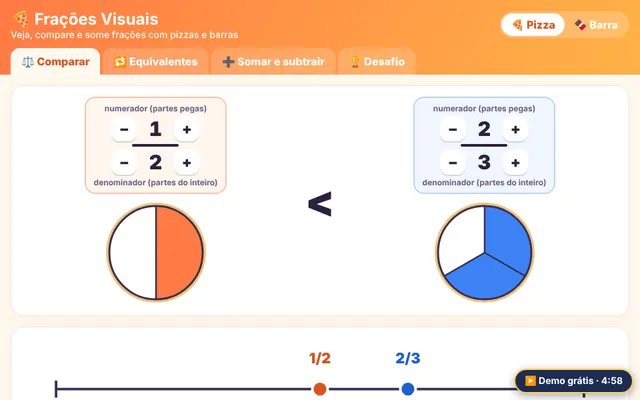 🍕 Frações Visuais
Veja, compare e some frações com pizzas e barras
🍕 Pizza
🍫 Barra
⚖️ Comparar
🔁 Equivalentes
➕ Somar e subtrair
🏆 Desafio
numerador (partes pegas)
− 1 +
− 2 +
denominador (partes do inteiro)
<
numerador (partes pegas)
− 2 +
− 3 +
denominador (partes do inteiro)
1/2
2/3
▶️ Demo grátis · 4:58